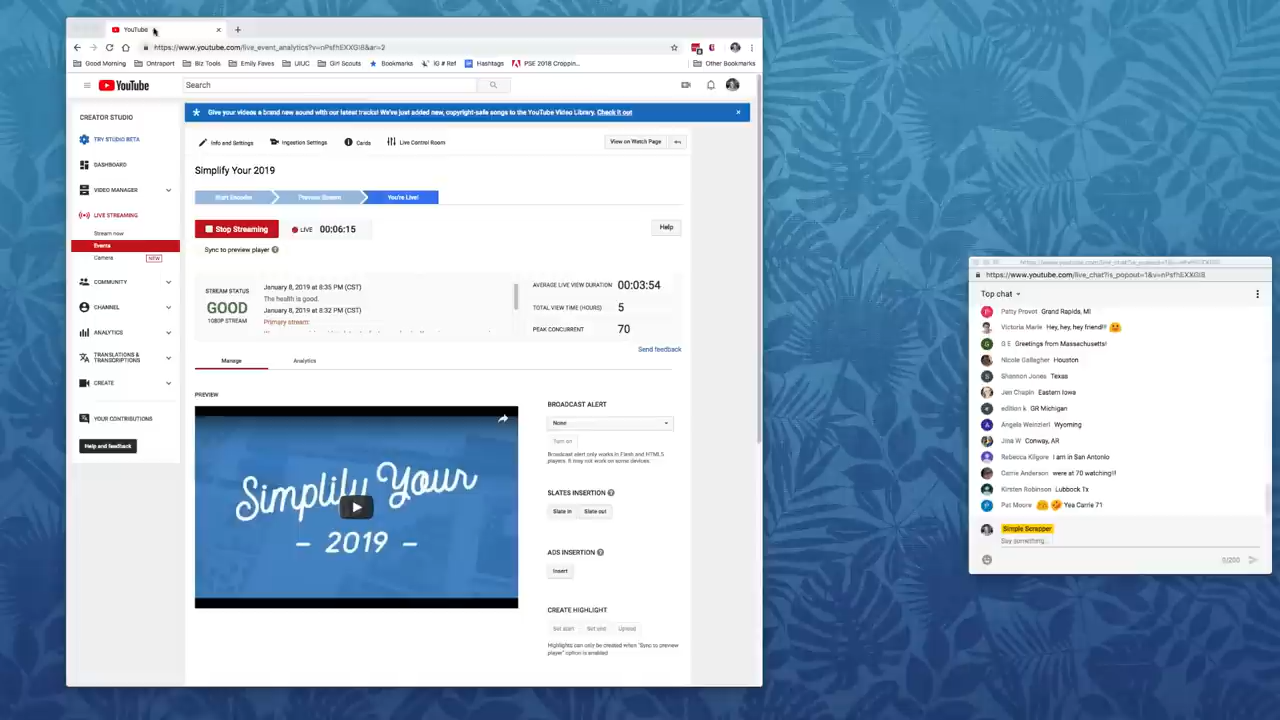 YouTube
https://www.youtube.com/live_event_analytics?v=nPsfhEXXGI8&ar=2
Good Morning Ontraport Biz Tools Emily Faves UIUC Girl Scouts Bookmarks IG # Ref Hashtags PSE 2018 Croppin... Other Bookmarks
YouTube
Search
CREATOR STUDIO
TRY STUDIO BETA
DASHBOARD
VIDEO MANAGER
LIVE STREAMING
Stream now
Events
Camera NEW
COMMUNITY
CHANNEL
ANALYTICS
TRANSLATIONS &
TRANSCRIPTIONS
CREATE
YOUR CONTRIBUTIONS
Help and feedback
Give your videos a brand new sound with our latest tracks! We've just added new, copyright-safe songs to the YouTube Video Library. Check it out
Info and Settings Ingestion Settings Cards Live Control Room View on Watch Page
Simplify Your 2019
Start Encoder Preview Stream You're Live!
Stop Streaming LIVE 00:06:15 Help
Sync to preview player
STREAM STATUS
GOOD
1080P STREAM
January 8, 2019 at 8:35 PM (CST)
The health is good.
January 8, 2019 at 8:32 PM (CST)
Primary stream:
AVERAGE LIVE VIEW DURATION 00:03:54
TOTAL VIEW TIME (HOURS) 5
PEAK CONCURRENT 70
Send feedback
Manage Analytics
PREVIEW
Simplify Your
– 2019 –
BROADCAST ALERT
None
Turn on
Broadcast alert only works in Flash and HTML5
players. It may not work on some devices.
SLATES INSERTION
Slate in Slate out
ADS INSERTION
Insert
CREATE HIGHLIGHT
Set start Set end Upload
Highlights can only be created when "Sync to preview
player" option is enabled
https://www.youtube.com/live_chat?is_popout=1&v=nPsfhEXXGI8
Top chat
Patty Provot Grand Rapids, MI
Victoria Marie Hey, hey, hey friend!!!
G E Greetings from Massachusetts!
Nicole Gallagher Houston
Shannon Jones Texas
Jen Chapin Eastern Iowa
edition k GR Michigan
Angela Weinzierl Wyoming
Jina W Conway, AR
Rebecca Kilgore I am in San Antonio
Carrie Anderson were at 70 watching!!!
Kirsten Robinson Lubbock Tx
Pat Moore Yea Carrie 71
Simple Scrapper
Say something...
0/200